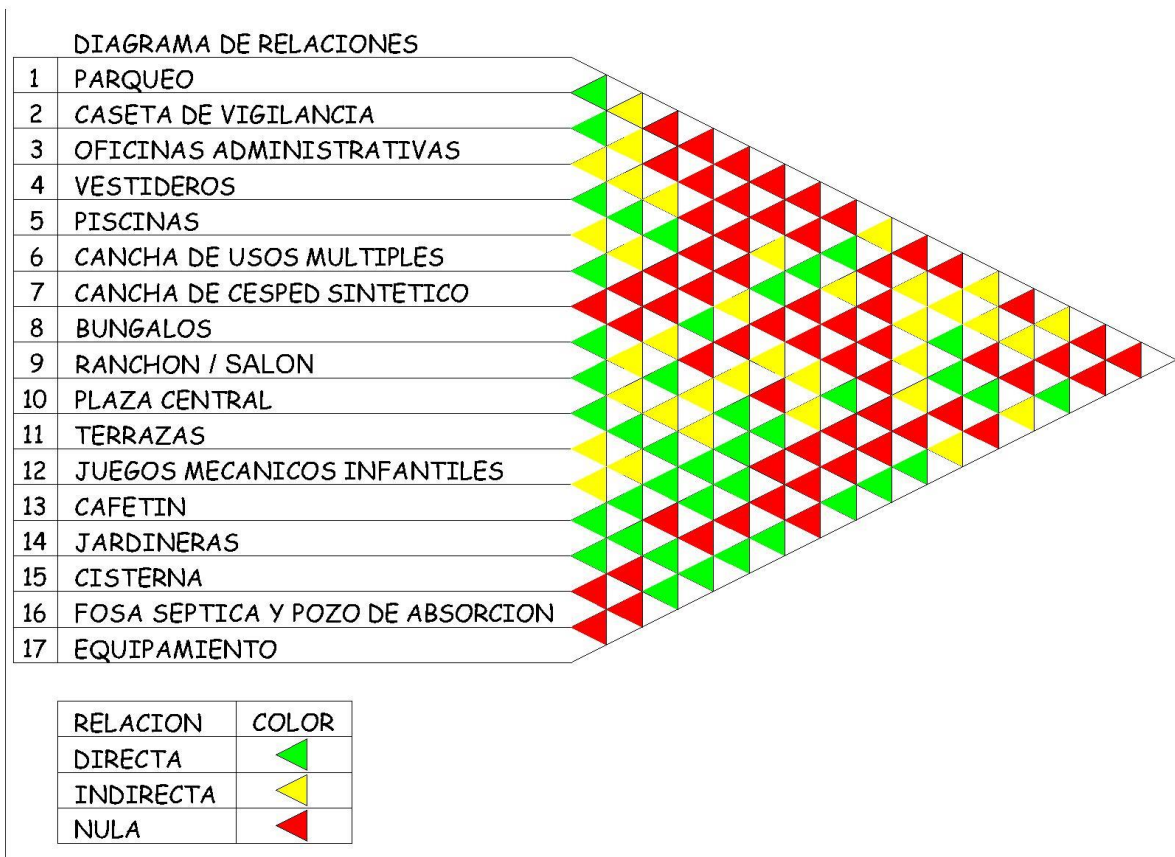 DIAGRAMA DE RELACIONES
1 PARQUEO
2 CASETA DE VIGILANCIA
3 OFICINAS ADMINISTRATIVAS
4 VESTIDEROS
5 PISCINAS
6 CANCHA DE USOS MULTIPLES
7 CANCHA DE CESPED SINTETICO
8 BUNGALOS
9 RANCHON / SALON
10 PLAZA CENTRAL
11 TERRAZAS
12 JUEGOS MECANICOS INFANTILES
13 CAFETIN
14 JARDINERAS
15 CISTERNA
16 FOSA SEPTICA Y POZO DE ABSORCION
17 EQUIPAMIENTO
RELACION COLOR
DIRECTA
INDIRECTA
NULA